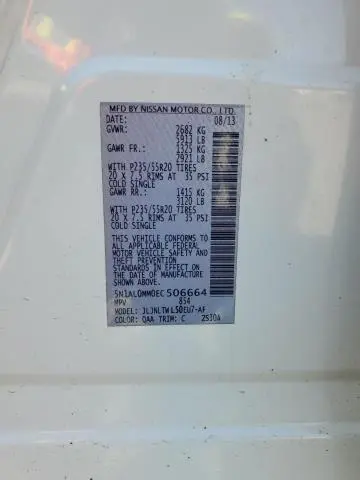 MFD BY NISSAN MOTOR CO., LTD.
DATE: 08/13
GVWR: 2682 KG
5913 LB
GAWR FR.: 1325 KG
2921 LB
WITH P235/55R20 TIRES
20 X 7.5 RIMS AT 35 PSI
COLD SINGLE
GAWR RR.: 1415 KG
3120 LB
WITH P235/55R20 TIRES
20 X 7.5 RIMS AT 35 PSI
COLD SINGLE
THIS VEHICLE CONFORMS TO
ALL APPLICABLE FEDERAL MOTOR
VEHICLE SAFETY AND
THEFT PREVENTION
STANDARDS IN EFFECT ON
THE DATE OF MANUFACTURE
SHOWN ABOVE.
5N1AL0MM0EC506664
MPV 854
MODEL: JLJNLTWL50EU7-AF
COLOR: QAA TRIM: C